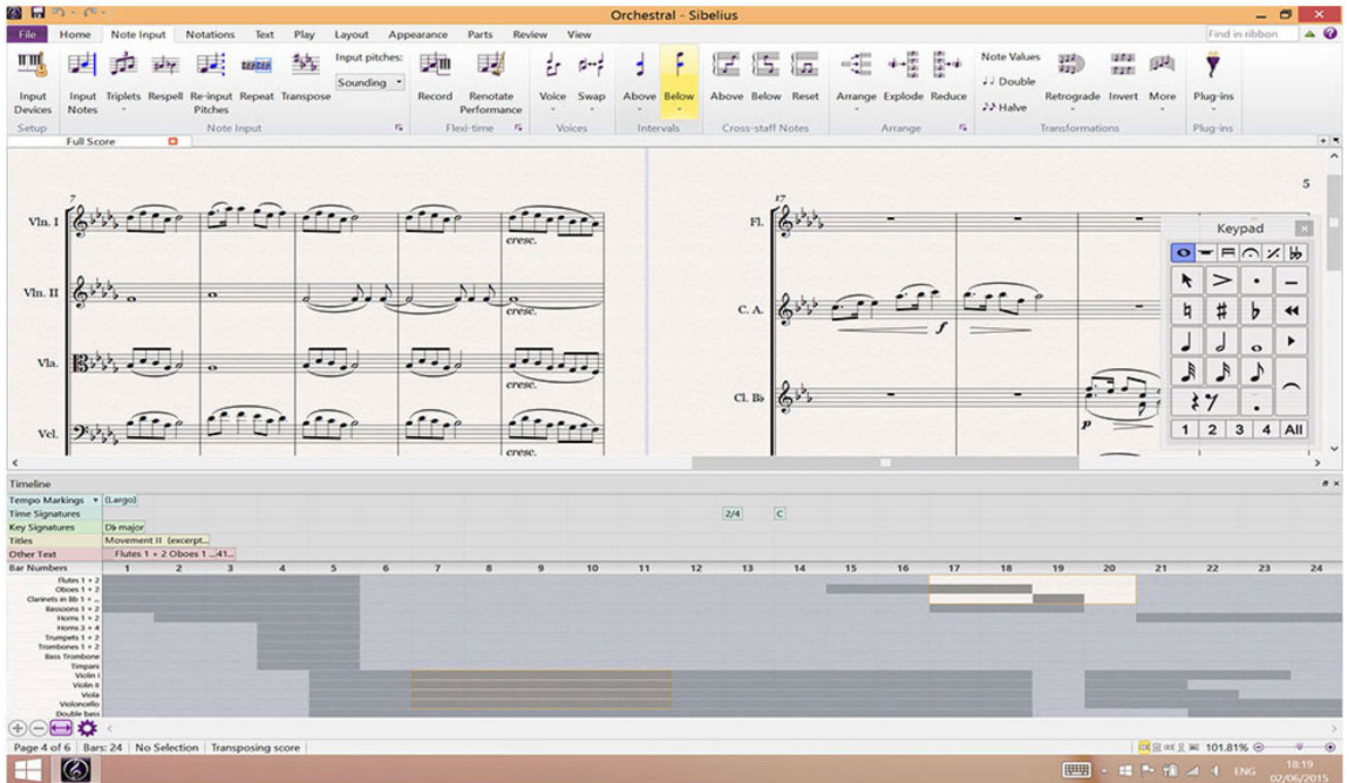 Orchestral - Sibelius
File Home Note Input Notations Text Play Layout Appearance Parts Review View Find in ribbon
Input Devices
Input Notes
Triplets
Respell
Re-input Pitches
Repeat
Transpose
Input pitches:
Sounding
Record
Renotate Performance
Voice
Swap
Above
Below
Above
Below
Reset
Arrange
Explode
Reduce
Note Values
Double
Halve
Retrograde
Invert
More
Plug-ins
Setup Note Input Flexi-time Voices Intervals Cross-staff Notes Arrange Transformations Plug-ins
Full Score
7
Vln. I
cresc.
Vln. II
cresc.
Vla.
cresc.
Vcl.
cresc.
5
17
Fl.
C. A.
f
Cl. B♭
p
Keypad
1 2 3 4 All
Timeline
Tempo Markings (Largo)
Time Signatures 2/4 C
Key Signatures D♭ major
Titles Movement II (excerpt...
Other Text Flutes 1 + 2 Oboes 1 ...41...
Bar Numbers 1 2 3 4 5 6 7 8 9 10 11 12 13 14 15 16 17 18 19 20 21 22 23 24
Flutes 1 + 2
Oboes 1 + 2
Clarinets in Bb 1 + ...
Bassoons 1 + 2
Horns 1 + 2
Horns 3 + 4
Trumpets 1 + 2
Trombones 1 + 2
Bass Trombone
Timpani
Violin I
Violin II
Viola
Violoncello
Double bass
Page 4 of 6 Bars: 24 No Selection Transposing score 101.81%
ENG
18:19
02/06/2015